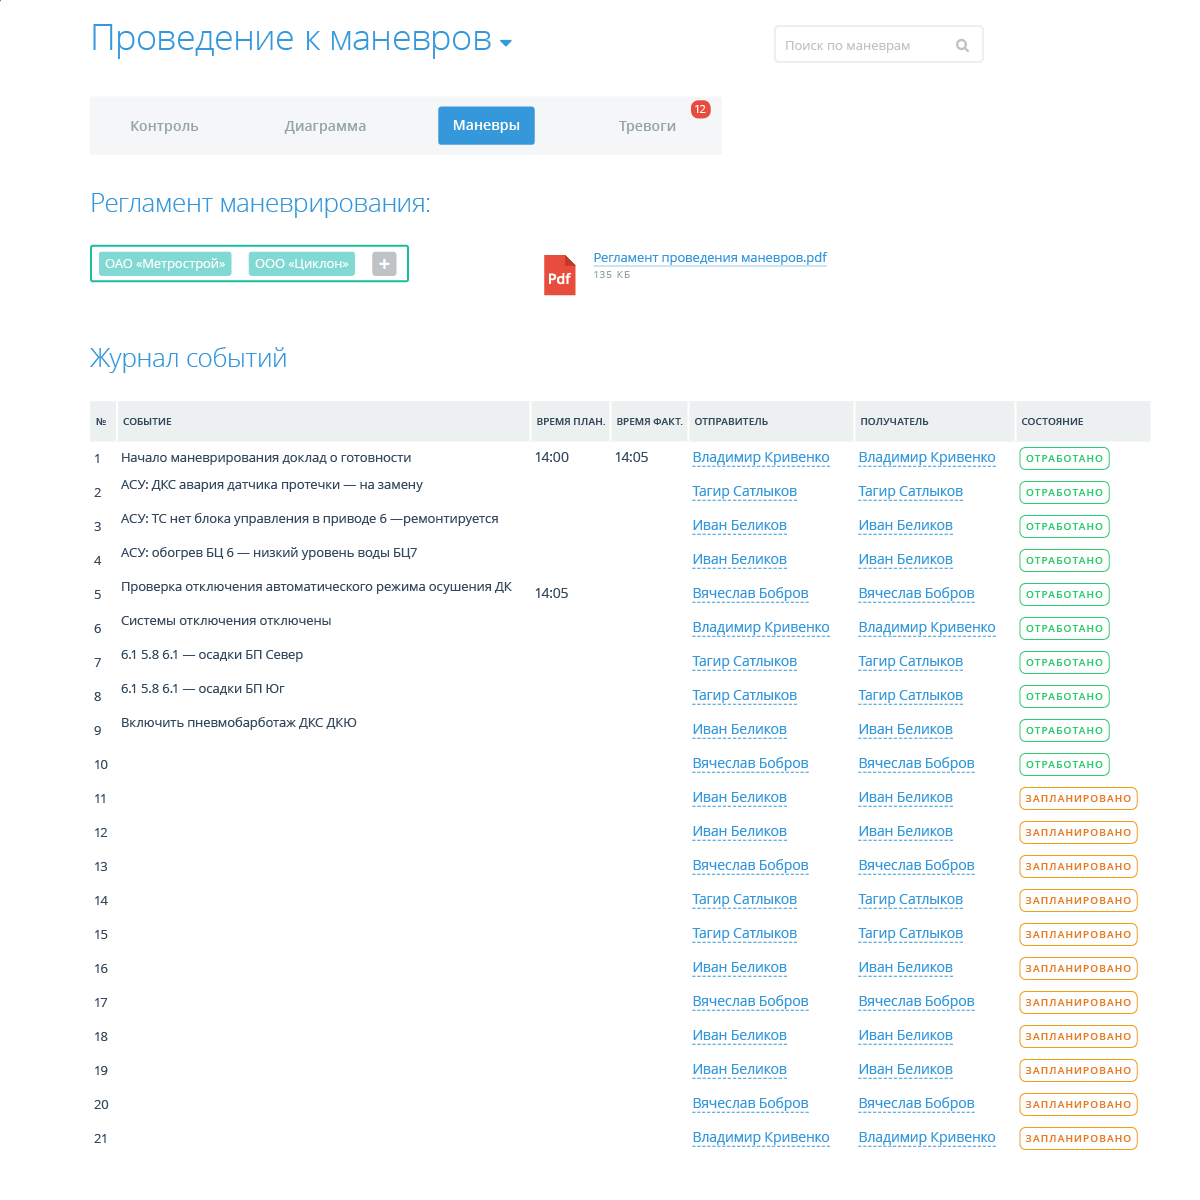 Проведение к маневров
Поиск по маневрам
Контроль Диаграмма Маневры Тревоги 12
Регламент маневрирования:
ОАО «Метрострой» ООО «Циклон» +
Pdf Регламент проведения маневров.pdf
135 КБ
Журнал событий
№ СОБЫТИЕ ВРЕМЯ ПЛАН. ВРЕМЯ ФАКТ. ОТПРАВИТЕЛЬ ПОЛУЧАТЕЛЬ СОСТОЯНИЕ
1 Начало маневрирования доклад о готовности 14:00 14:05 Владимир Кривенко Владимир Кривенко ОТРАБОТАНО
2 АСУ: ДКС авария датчика протечки — на замену Тагир Сатлыков Тагир Сатлыков ОТРАБОТАНО
3 АСУ: ТС нет блока управления в приводе 6 —ремонтируется Иван Беликов Иван Беликов ОТРАБОТАНО
4 АСУ: обогрев БЦ 6 — низкий уровень воды БЦ7 Иван Беликов Иван Беликов ОТРАБОТАНО
5 Проверка отключения автоматического режима осушения ДК 14:05 Вячеслав Бобров Вячеслав Бобров ОТРАБОТАНО
6 Системы отключения отключены Владимир Кривенко Владимир Кривенко ОТРАБОТАНО
7 6.1 5.8 6.1 — осадки БП Север Тагир Сатлыков Тагир Сатлыков ОТРАБОТАНО
8 6.1 5.8 6.1 — осадки БП Юг Тагир Сатлыков Тагир Сатлыков ОТРАБОТАНО
9 Включить пневмобарботаж ДКС ДКЮ Иван Беликов Иван Беликов ОТРАБОТАНО
10 Вячеслав Бобров Вячеслав Бобров ОТРАБОТАНО
11 Иван Беликов Иван Беликов ЗАПЛАНИРОВАНО
12 Иван Беликов Иван Беликов ЗАПЛАНИРОВАНО
13 Вячеслав Бобров Вячеслав Бобров ЗАПЛАНИРОВАНО
14 Тагир Сатлыков Тагир Сатлыков ЗАПЛАНИРОВАНО
15 Тагир Сатлыков Тагир Сатлыков ЗАПЛАНИРОВАНО
16 Иван Беликов Иван Беликов ЗАПЛАНИРОВАНО
17 Вячеслав Бобров Вячеслав Бобров ЗАПЛАНИРОВАНО
18 Иван Беликов Иван Беликов ЗАПЛАНИРОВАНО
19 Иван Беликов Иван Беликов ЗАПЛАНИРОВАНО
20 Вячеслав Бобров Вячеслав Бобров ЗАПЛАНИРОВАНО
21 Владимир Кривенко Владимир Кривенко ЗАПЛАНИРОВАНО